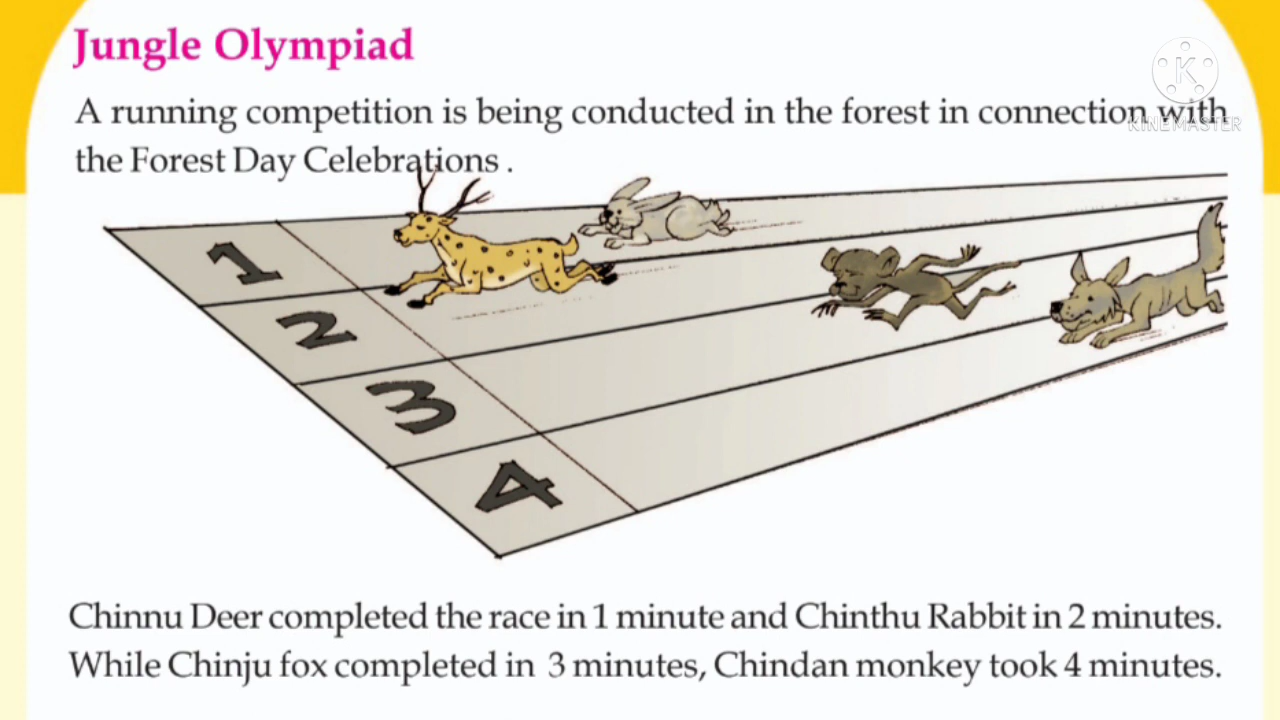 Jungle Olympiad
K
KINEMASTER
A running competition is being conducted in the forest in connection with
the Forest Day Celebrations .
1
2
3
4
Chinnu Deer completed the race in 1 minute and Chinthu Rabbit in 2 minutes.
While Chinju fox completed in 3 minutes, Chindan monkey took 4 minutes.